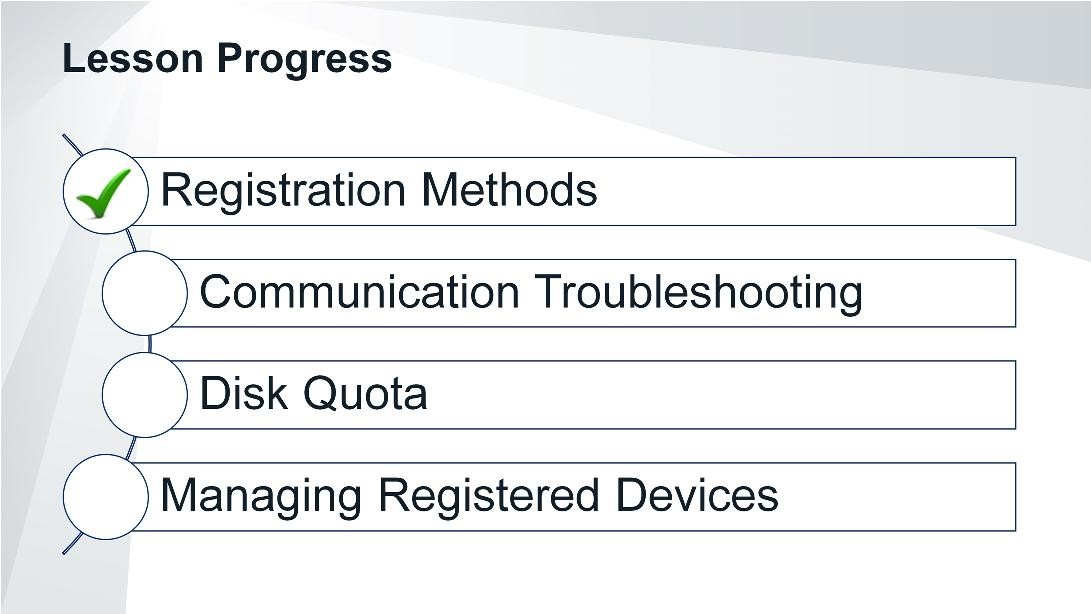 Lesson Progress
Registration Methods
Communication Troubleshooting
Disk Quota
Managing Registered Devices